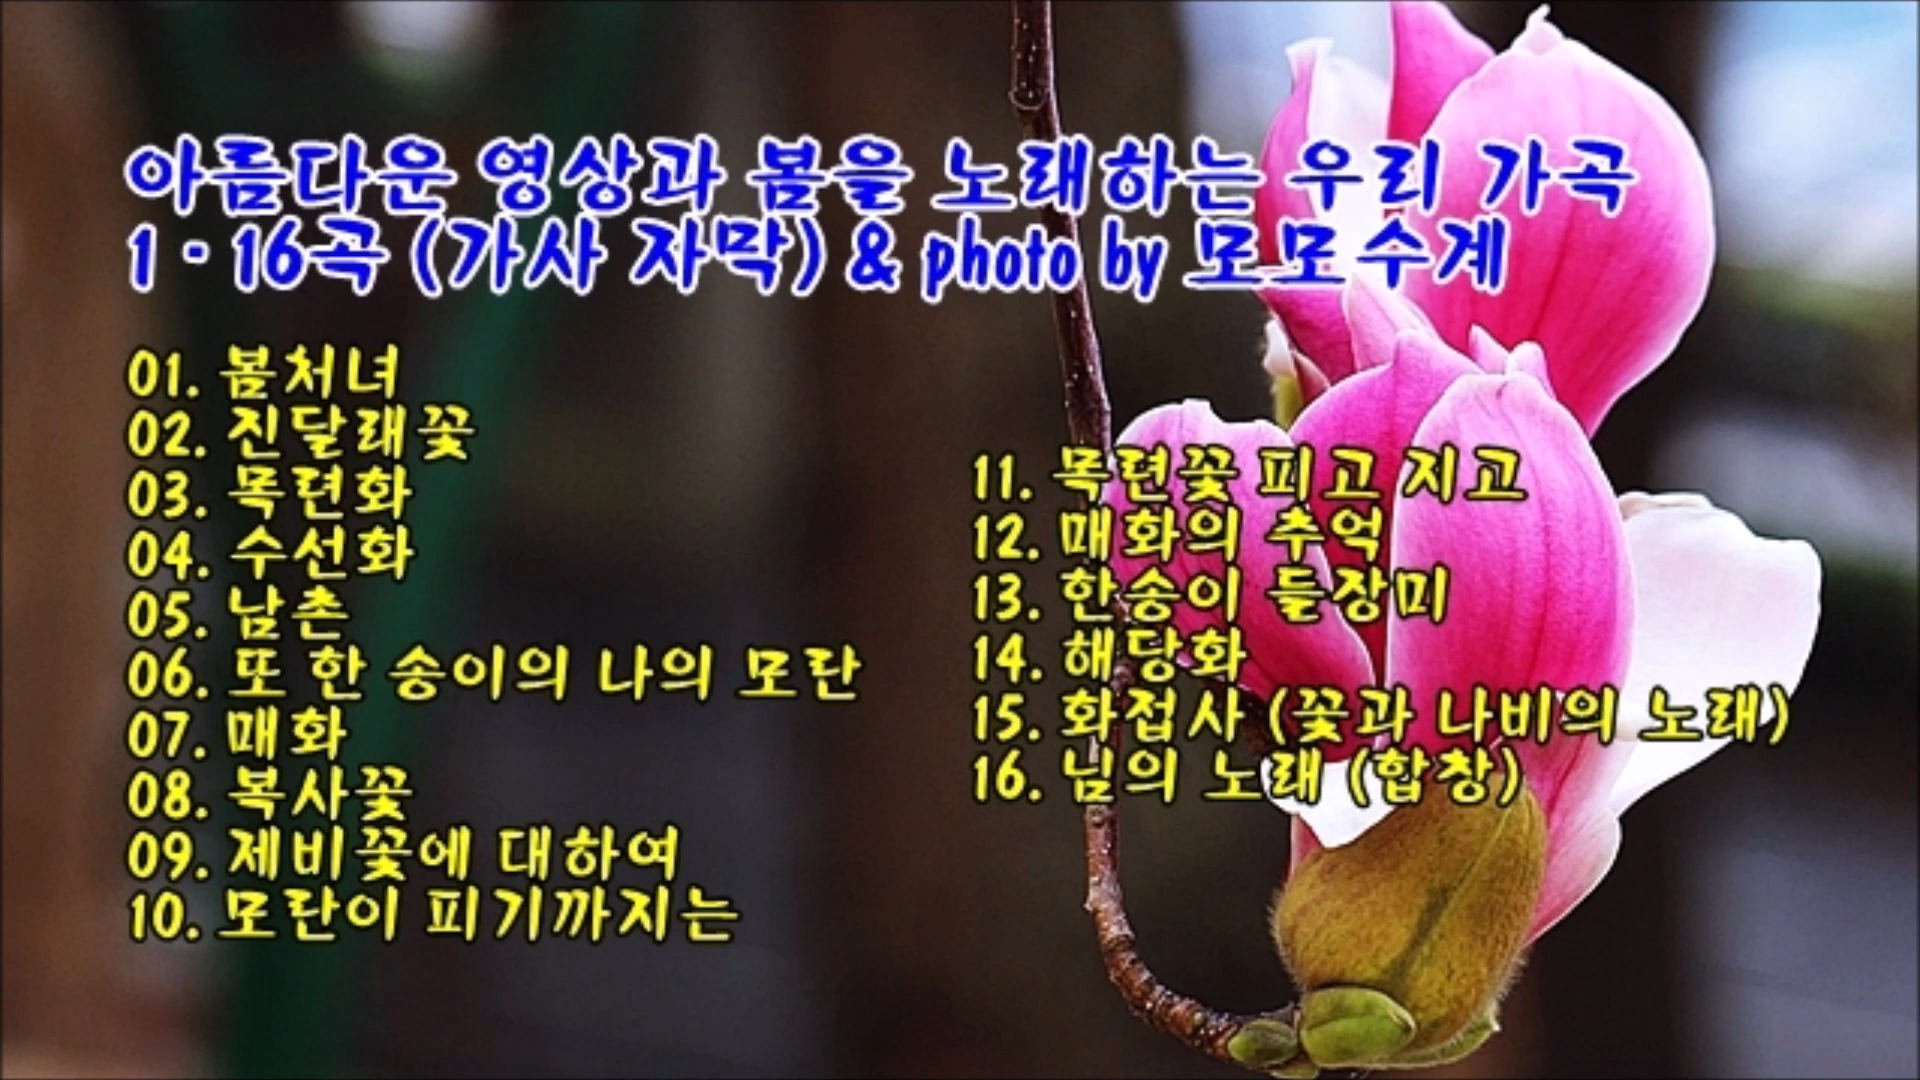 아름다운 영상과 봄을 노래하는 우리 가곡
1 - 16곡 (가사 자막) & photo by 모모수계
01. 봄처녀
02. 진달래꽃
03. 목련화
04. 수선화
05. 남촌
06. 또 한 송이의 나의 모란
07. 매화
08. 복사꽃
09. 제비꽃에 대하여
10. 모란이 피기까지는
11. 목련꽃 피고 지고
12. 매화의 추억
13. 한송이 들장미
14. 해당화
15. 화접사 (꽃과 나비의 노래)
16. 님의 노래 (합창)